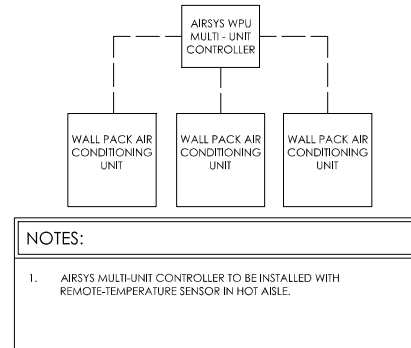 AIRSYS WPU
MULTI - UNIT
CONTROLLER
WALL PACK AIR
CONDITIONING
UNIT
WALL PACK AIR
CONDITIONING
UNIT
WALL PACK AIR
CONDITIONING
UNIT
NOTES:
1. AIRSYS MULTI-UNIT CONTROLLER TO BE INSTALLED WITH
REMOTE-TEMPERATURE SENSOR IN HOT AISLE.